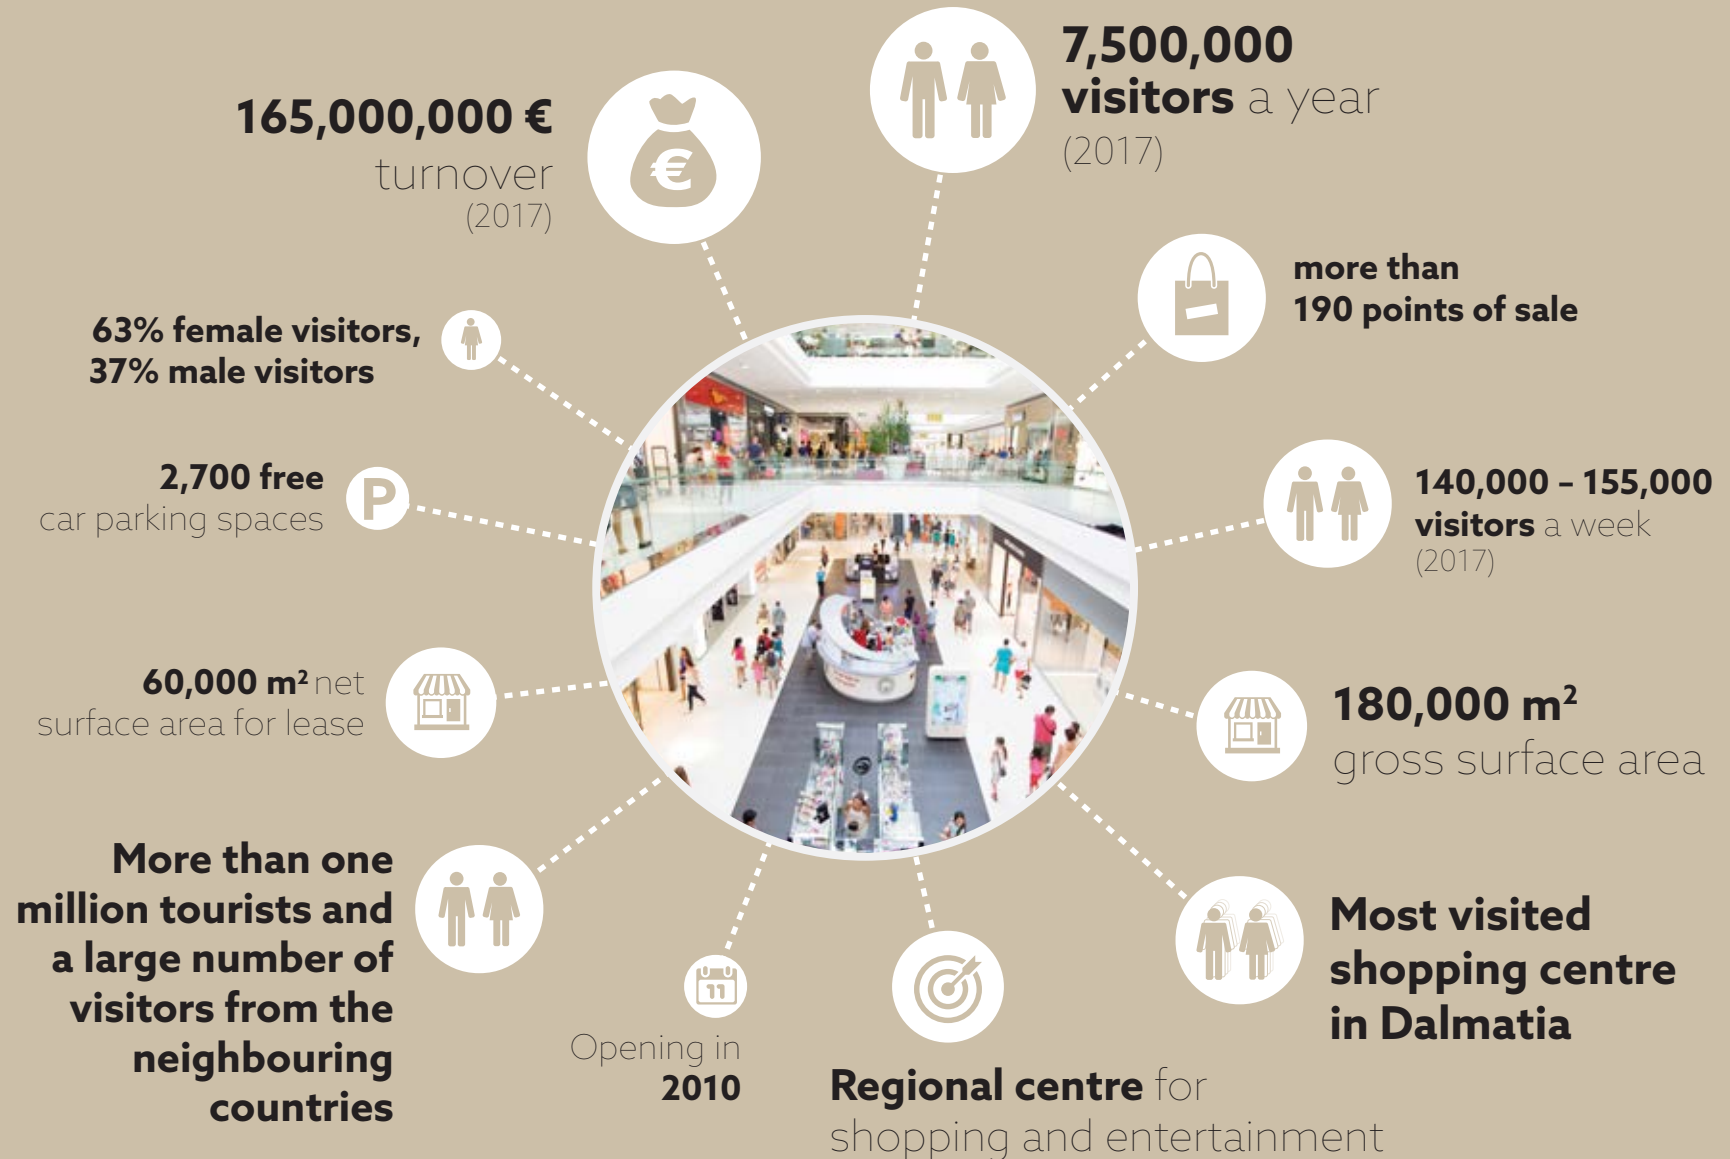 165,000,000 €
turnover
(2017)
7,500,000
visitors a year
(2017)
63% female visitors,
37% male visitors
more than
190 points of sale
2,700 free
car parking spaces
P
140,000 – 155,000
visitors a week
(2017)
60,000 m² net
surface area for lease
180,000 m²
gross surface area
More than one
million tourists and
a large number of
visitors from the
neighbouring
countries
11
Opening in
2010
Regional centre for
shopping and entertainment
Most visited
shopping centre
in Dalmatia
€